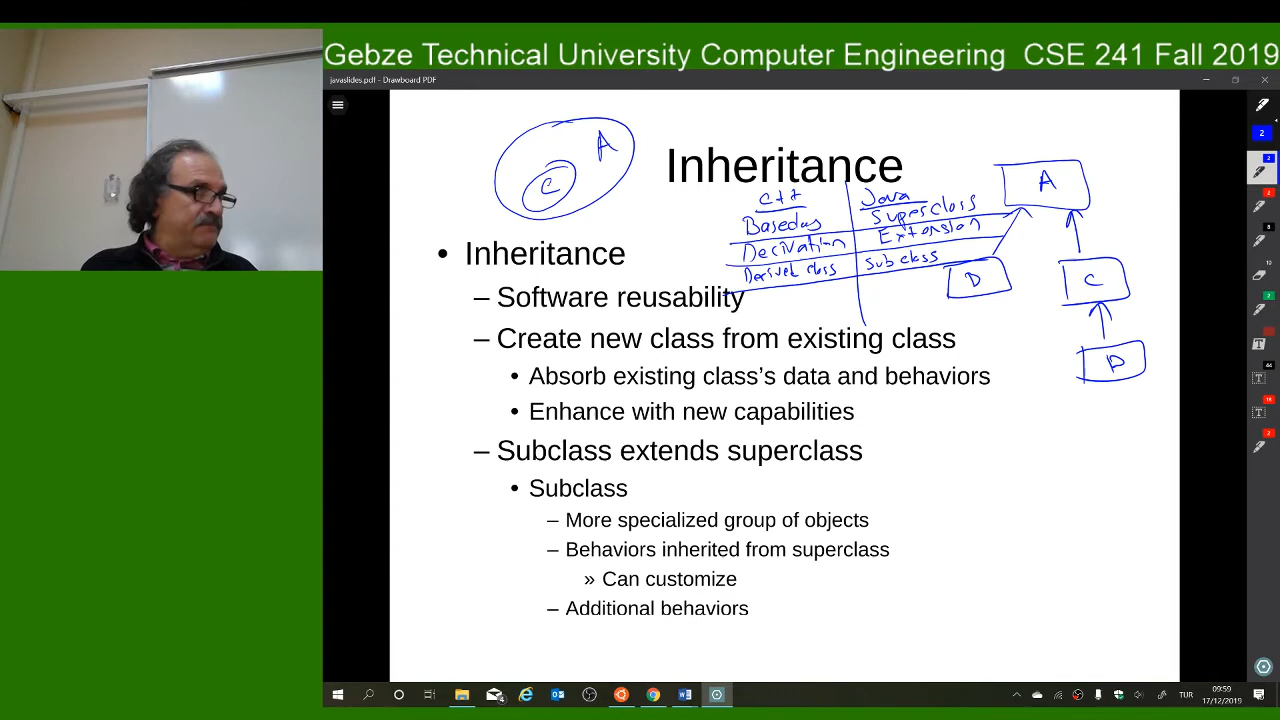 Gebze Technical University Computer Engineering CSE 241 Fall 2019
javaslides.pdf - Drawboard PDF
A
C
Inheritance
A
C++ Java
Superclass
Derivation Extension
Derived class Subclass
D
C
D
• Inheritance
– Software reusability
– Create new class from existing class
• Absorb existing class’s data and behaviors
• Enhance with new capabilities
– Subclass extends superclass
• Subclass
– More specialized group of objects
– Behaviors inherited from superclass
» Can customize
– Additional behaviors
TUR
09:59
17/12/2019